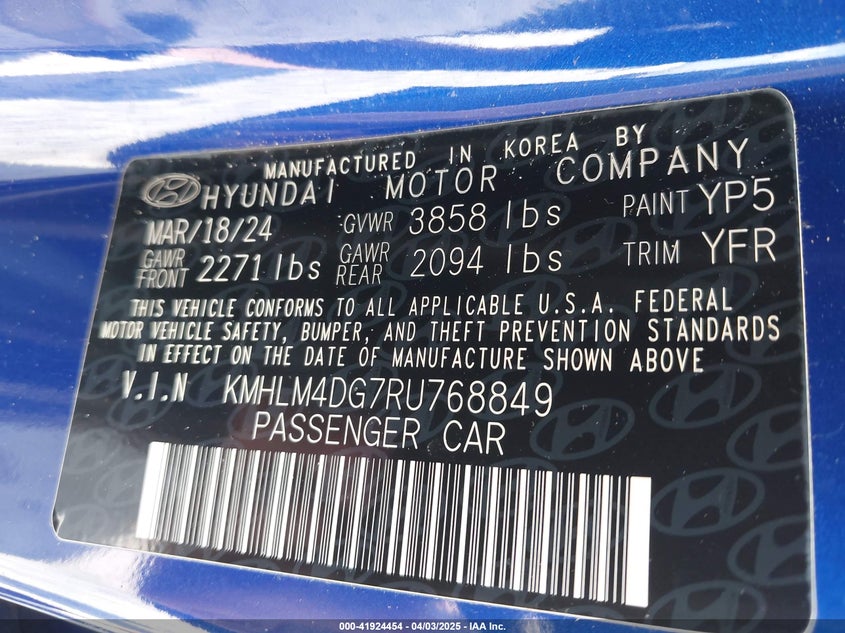 MANUFACTURED IN KOREA BY
HYUNDAI MOTOR COMPANY
MAR/18/24 GVWR 3858 lbs PAINT YP5
GAWR FRONT 2271 lbs GAWR REAR 2094 lbs TRIM YFR
THIS VEHICLE CONFORMS TO ALL APPLICABLE U.S.A. FEDERAL
MOTOR VEHICLE SAFETY, BUMPER, AND THEFT PREVENTION STANDARDS
IN EFFECT ON THE DATE OF MANUFACTURE SHOWN ABOVE
V.I.N KMHLM4DG7RU768849
PASSENGER CAR
000-41924454 - 04/03/2025 - IAA Inc.